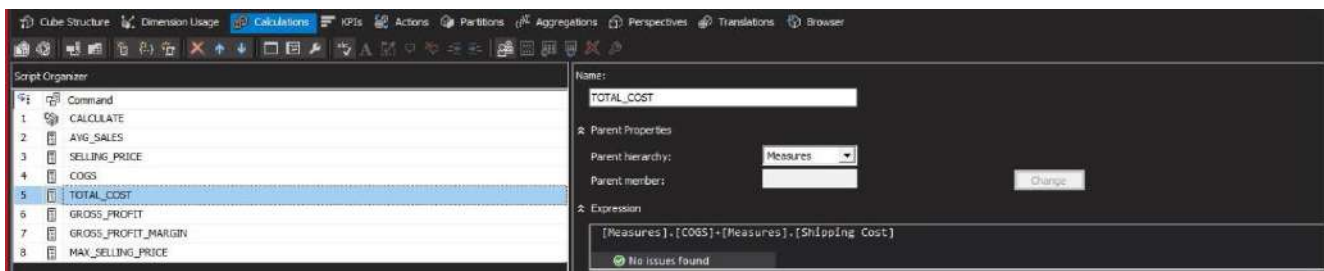 Cube Structure Dimension Usage Calculations KPIs Actions Partitions Aggregations Perspectives Translations Browser
Script Organizer
Command
1 CALCULATE
2 AVG_SALES
3 SELLING_PRICE
4 COGS
5 TOTAL_COST
6 GROSS_PROFIT
7 GROSS_PROFIT_MARGIN
8 MAX_SELLING_PRICE
Name:
TOTAL_COST
Parent Properties
Parent hierarchy: Measures
Parent member: Change
Expression
[Measures].[COGS]+[Measures].[Shipping Cost]
No issues found